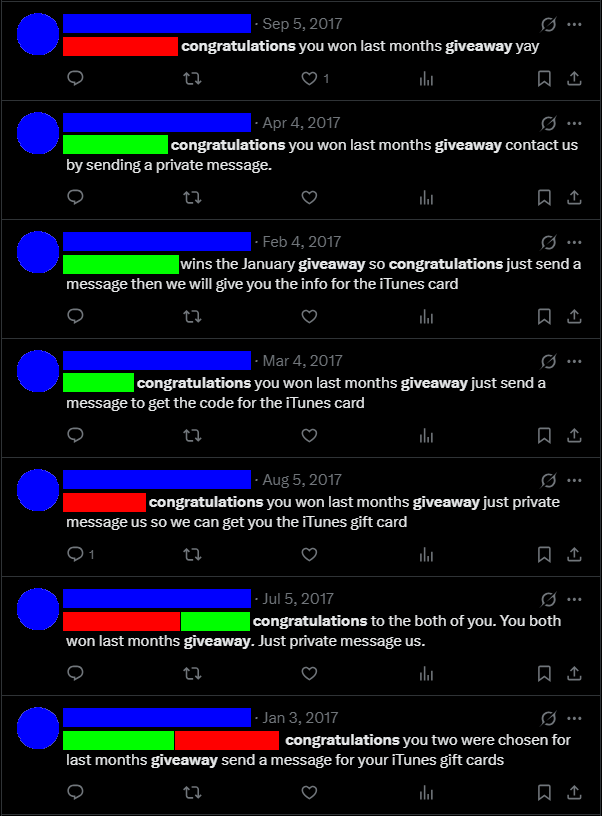 · Sep 5, 2017
congratulations you won last months giveaway yay
1
· Apr 4, 2017
congratulations you won last months giveaway contact us
by sending a private message.
· Feb 4, 2017
wins the January giveaway so congratulations just send a
message then we will give you the info for the iTunes card
· Mar 4, 2017
congratulations you won last months giveaway just send a
message to get the code for the iTunes card
· Aug 5, 2017
congratulations you won last months giveaway just private
message us so we can get you the iTunes gift card
1
· Jul 5, 2017
congratulations to the both of you. You both
won last months giveaway. Just private message us.
· Jan 3, 2017
congratulations you two were chosen for
last months giveaway send a message for your iTunes gift cards